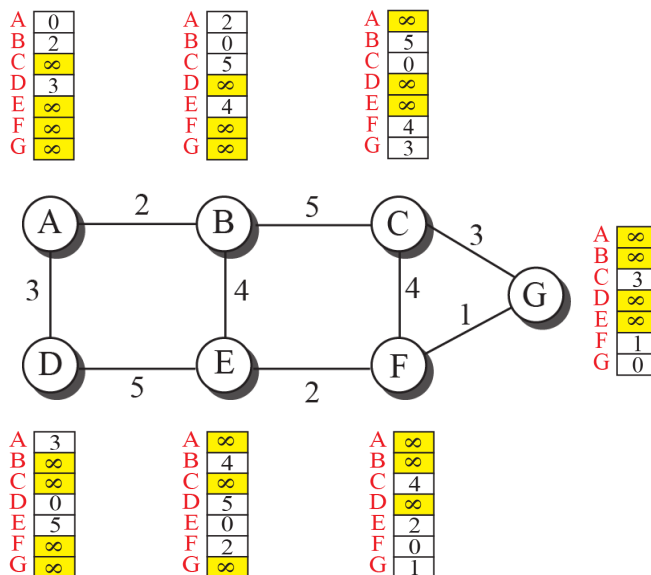 A 0
B 2
C ∞
D 3
E ∞
F ∞
G ∞
A 2
B 0
C 5
D ∞
E 4
F ∞
G ∞
A ∞
B 5
C 0
D ∞
E ∞
F 4
G 3
A 2 B 5 C
3 4 4 3 1 G
D 5 E 2 F
A ∞
B ∞
C 3
D ∞
E ∞
F 1
G 0
A 3
B ∞
C ∞
D 0
E 5
F ∞
G ∞
A ∞
B 4
C ∞
D 5
E 0
F 2
G ∞
A ∞
B ∞
C 4
D ∞
E 2
F 0
G 1